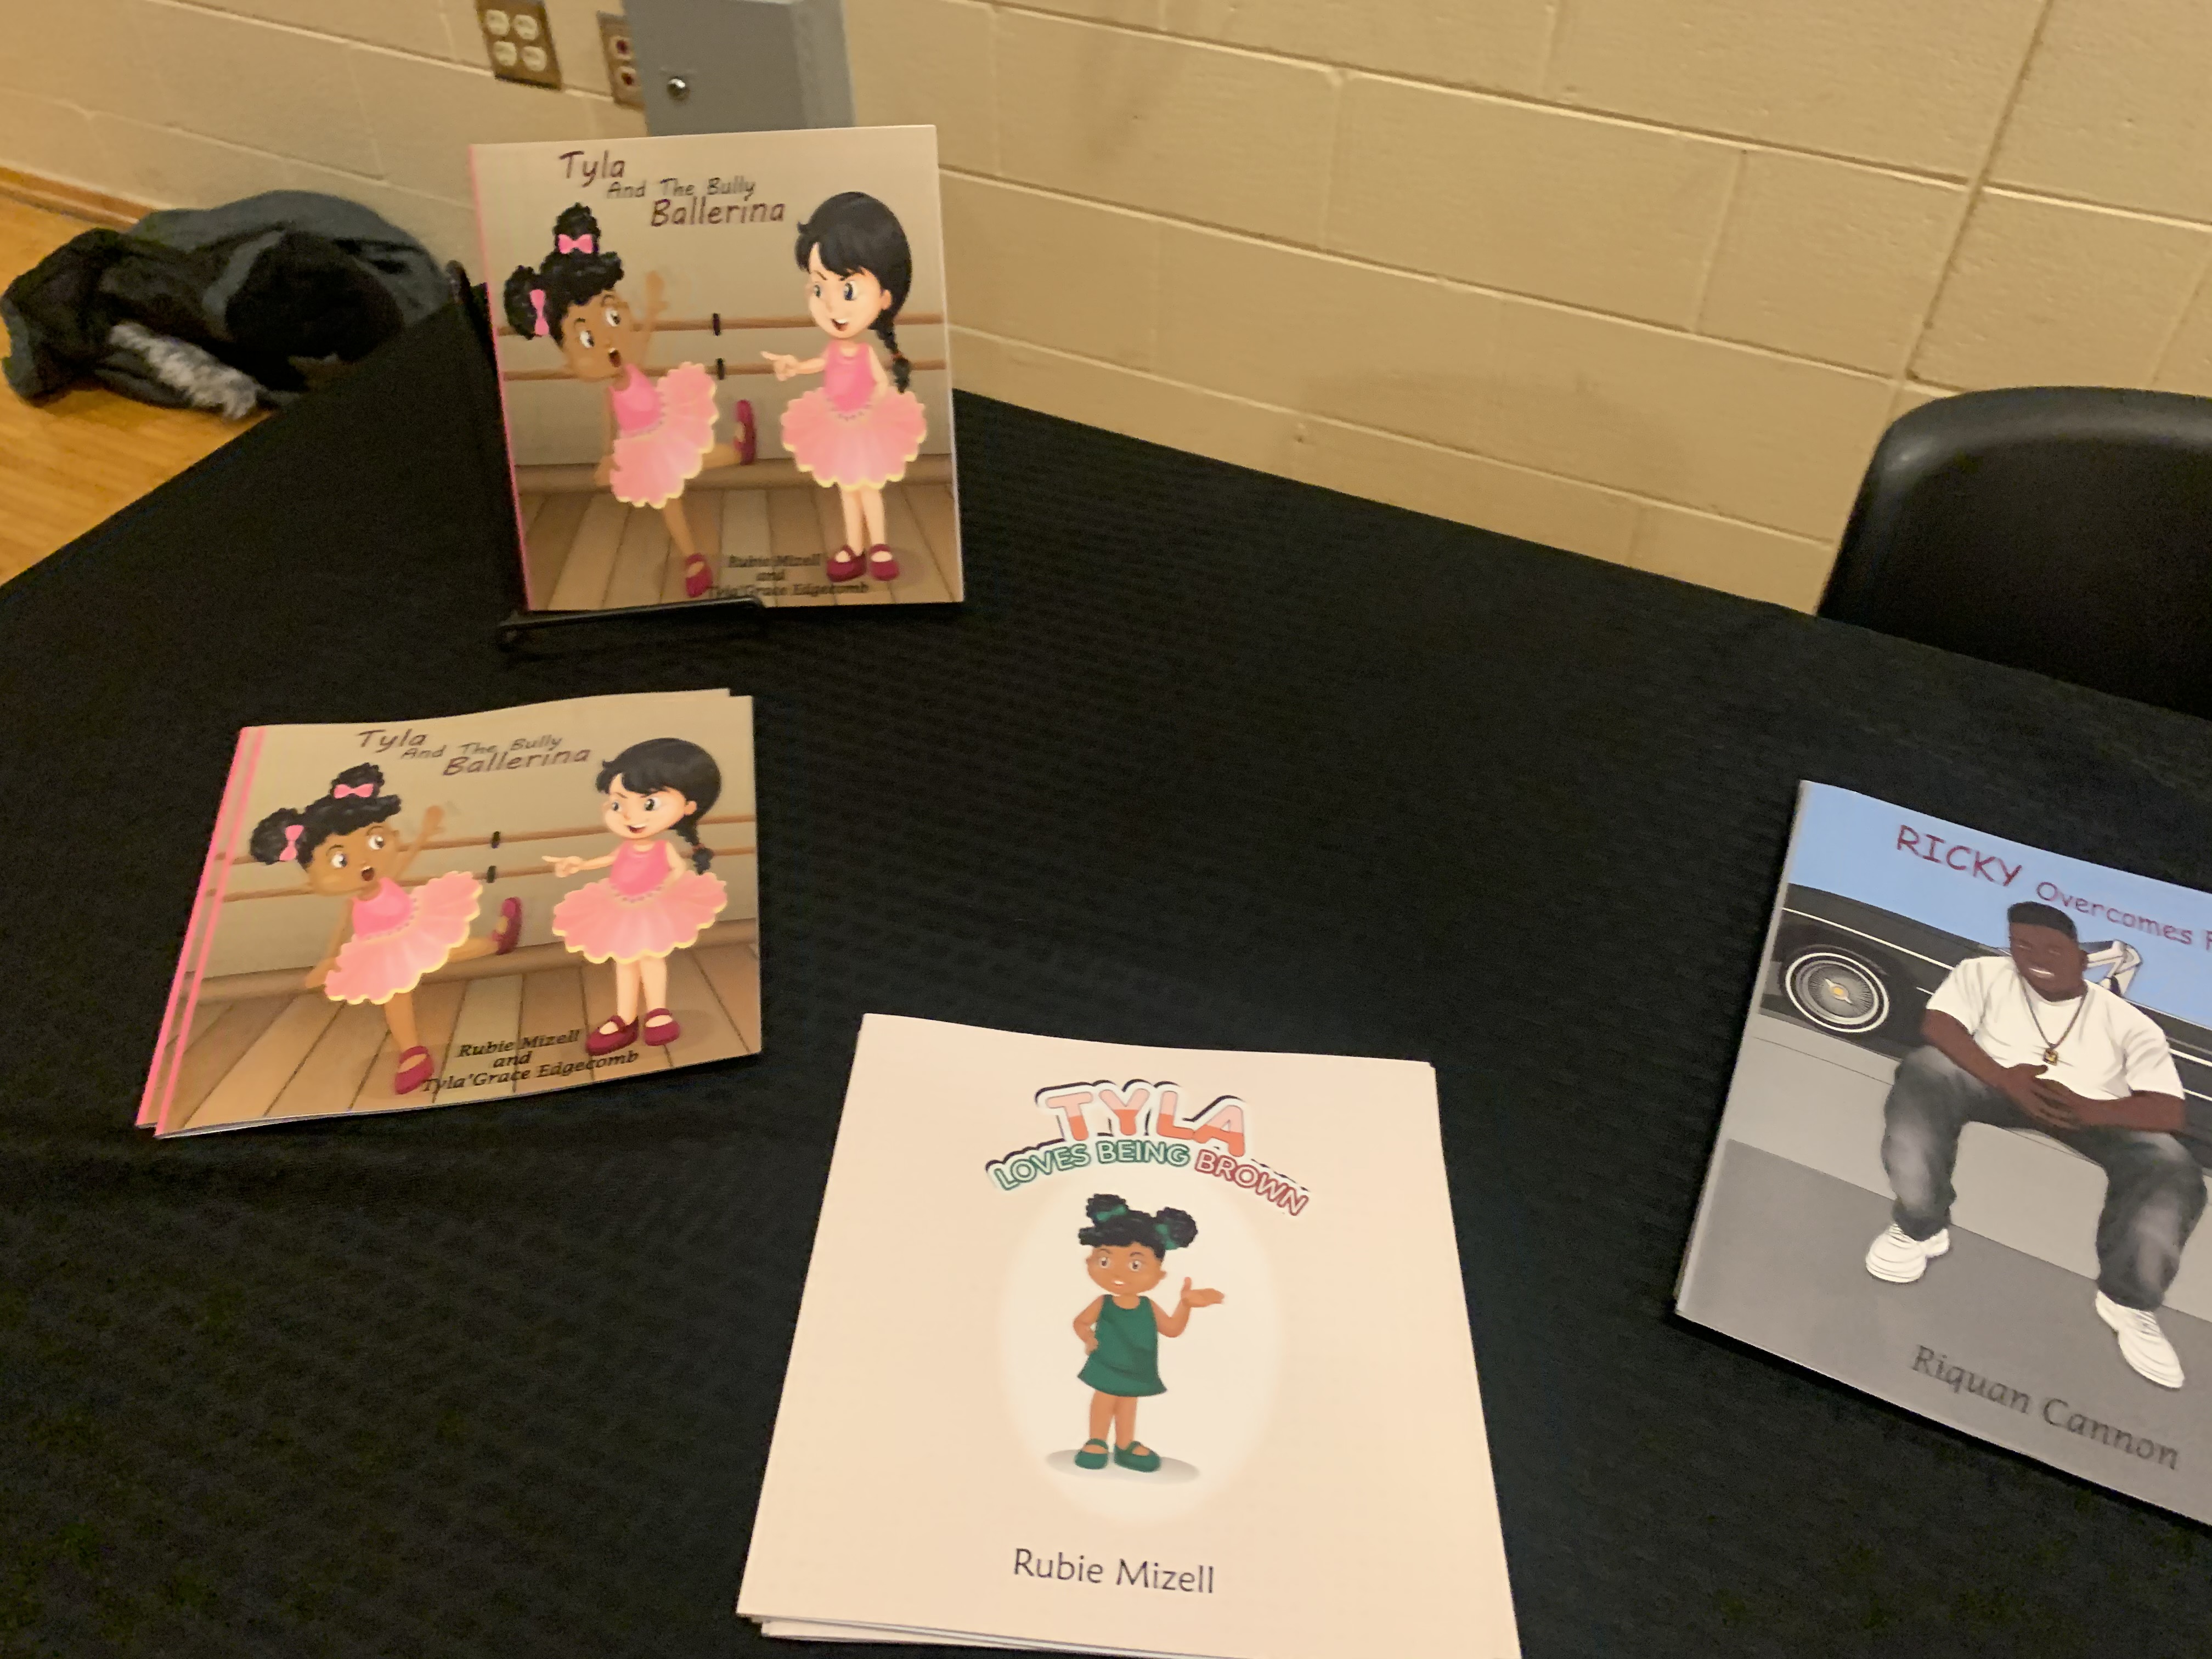 Tyla
And The Bully
Ballerina
Rubie Mizell
and
Tyla'Grace Edgecomb
Tyla
And The Bully
Ballerina
Rubie Mizell
and
Tyla'Grace Edgecomb
TYLA
LOVES BEING BROWN
Rubie Mizell
RICKY Overcomes
Riquan Cannon